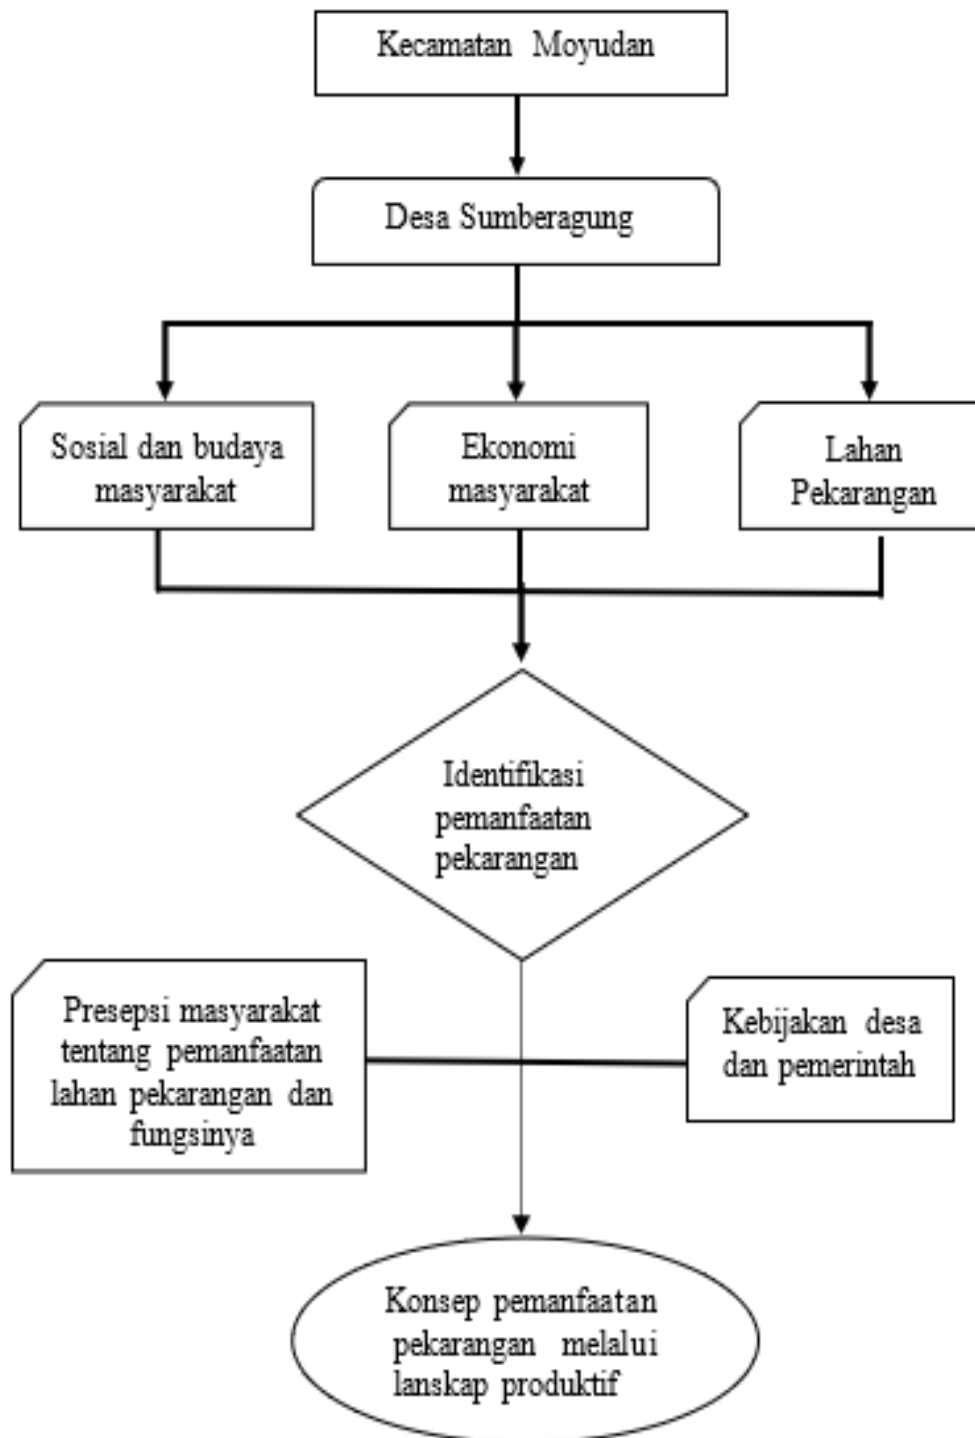 Kecamatan Moyudan
Desa Sumberagung
Sosial dan budaya
masyarakat
Ekonomi
masyarakat
Lahan
Pekarangan
Identifikasi
pemanfaatan
pekarangan
Presepsi masyarakat
tentang pemanfaatan
lahan pekarangan dan
fungsinya
Kebijakan desa
dan pemerintah
Konsep pemanfaatan
pekarangan melalui
lanskap produktif